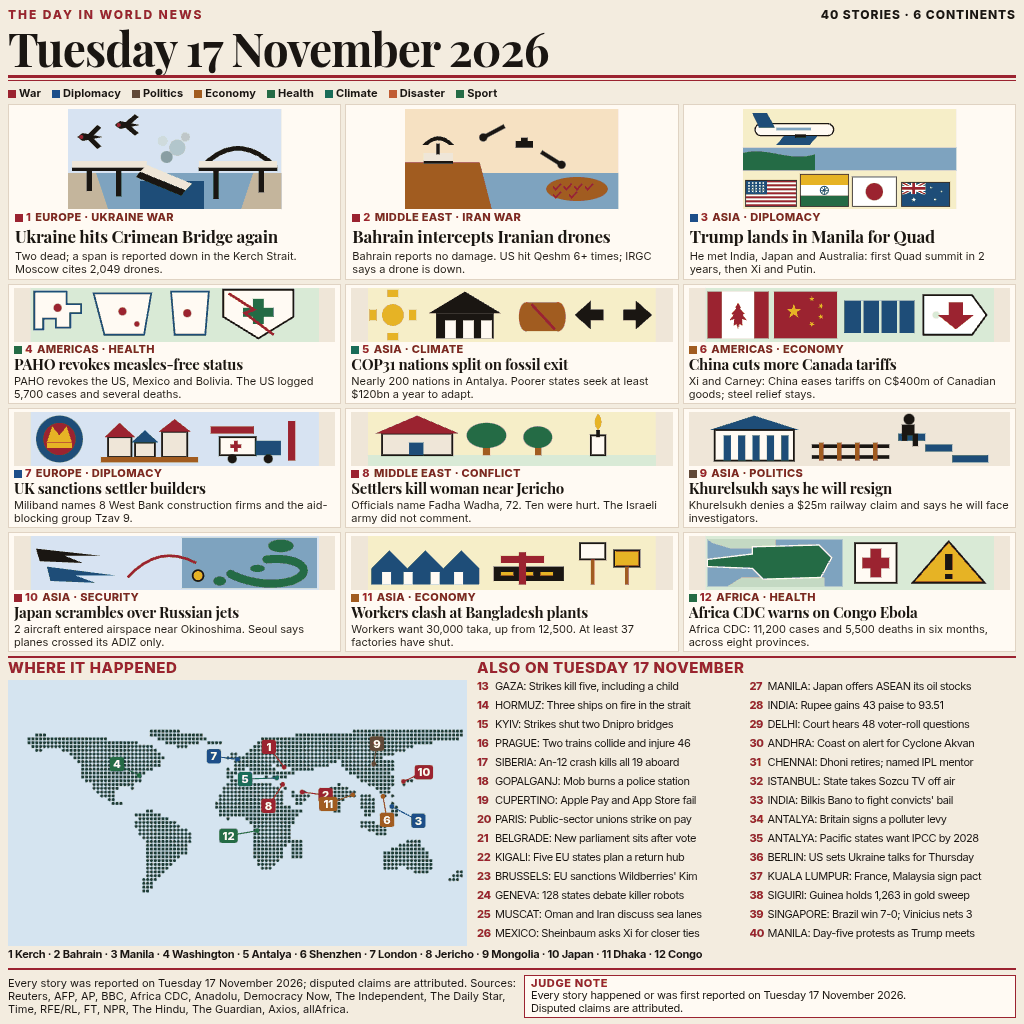 THE DAY IN WORLD NEWS
40 STORIES · 6 CONTINENTS
Tuesday 17 November 2026
War
Diplomacy
Politics
Economy
Health
Climate
Disaster
Sport
1 EUROPE · UKRAINE WAR
Ukraine hits Crimean Bridge again
Two dead; a span is reported down in the Kerch Strait.
Moscow cites 2,049 drones.
2 MIDDLE EAST · IRAN WAR
Bahrain intercepts Iranian drones
Bahrain reports no damage. US hit Qeshm 6+ times; IRGC
says a drone is down.
3 ASIA · DIPLOMACY
Trump lands in Manila for Quad
He met India, Japan and Australia: first Quad summit in 2
years, then Xi and Putin.
4 AMERICAS · HEALTH
PAHO revokes measles-free status
PAHO revokes the US, Mexico and Bolivia. The US logged
5,700 cases and several deaths.
5 ASIA · CLIMATE
COP31 nations split on fossil exit
Nearly 200 nations in Antalya. Poorer states seek at least
$120bn a year to adapt.
6 AMERICAS · ECONOMY
China cuts more Canada tariffs
Xi and Carney: China eases tariffs on C$400m of Canadian
goods; steel relief stays.
7 EUROPE · DIPLOMACY
UK sanctions settler builders
Miliband names 8 West Bank construction firms and the aid-
blocking group Tzav 9.
8 MIDDLE EAST · CONFLICT
Settlers kill woman near Jericho
Officials name Fadha Wadha, 72. Ten were hurt. The Israeli
army did not comment.
9 ASIA · POLITICS
Khurelsukh says he will resign
Khurelsukh denies a $25m railway claim and says he will face
investigators.
10 ASIA · SECURITY
Japan scrambles over Russian jets
2 aircraft entered airspace near Okinoshima. Seoul says
planes crossed its ADIZ only.
11 ASIA · ECONOMY
Workers clash at Bangladesh plants
Workers want 30,000 taka, up from 12,500. At least 37
factories have shut.
12 AFRICA · HEALTH
Africa CDC warns on Congo Ebola
Africa CDC: 11,200 cases and 5,500 deaths in six months,
across eight provinces.
WHERE IT HAPPENED
1
2
3
4
5
6
7
8
9
10
11
12
1 Kerch · 2 Bahrain · 3 Manila · 4 Washington · 5 Antalya · 6 Shenzhen · 7 London · 8 Jericho · 9 Mongolia · 10 Japan · 11 Dhaka · 12 Congo
ALSO ON TUESDAY 17 NOVEMBER
13 GAZA: Strikes kill five, including a child
14 HORMUZ: Three ships on fire in the strait
15 KYIV: Strikes shut two Dnipro bridges
16 PRAGUE: Two trains collide and injure 46
17 SIBERIA: An-12 crash kills all 19 aboard
18 GOPALGANJ: Mob burns a police station
19 CUPERTINO: Apple Pay and App Store fail
20 PARIS: Public-sector unions strike on pay
21 BELGRADE: New parliament sits after vote
22 KIGALI: Five EU states plan a return hub
23 BRUSSELS: EU sanctions Wildberries' Kim
24 GENEVA: 128 states debate killer robots
25 MUSCAT: Oman and Iran discuss sea lanes
26 MEXICO: Sheinbaum asks Xi for closer ties
27 MANILA: Japan offers ASEAN its oil stocks
28 INDIA: Rupee gains 43 paise to 93.51
29 DELHI: Court hears 48 voter-roll questions
30 ANDHRA: Coast on alert for Cyclone Akvan
31 CHENNAI: Dhoni retires; named IPL mentor
32 ISTANBUL: State takes Sozcu TV off air
33 INDIA: Bilkis Bano to fight convicts' bail
34 ANTALYA: Britain signs a polluter levy
35 ANTALYA: Pacific states want IPCC by 2028
36 BERLIN: US sets Ukraine talks for Thursday
37 KUALA LUMPUR: France, Malaysia sign pact
38 SIGUIRI: Guinea holds 1,263 in gold sweep
39 SINGAPORE: Brazil win 7-0; Vinicius nets 3
40 MANILA: Day-five protests as Trump meets
Every story was reported on Tuesday 17 November 2026; disputed claims are attributed. Sources:
Reuters, AFP, AP, BBC, Africa CDC, Anadolu, Democracy Now, The Independent, The Daily Star,
Time, RFE/RL, FT, NPR, The Hindu, The Guardian, Axios, allAfrica.
JUDGE NOTE
Every story happened or was first reported on Tuesday 17 November 2026.
Disputed claims are attributed.